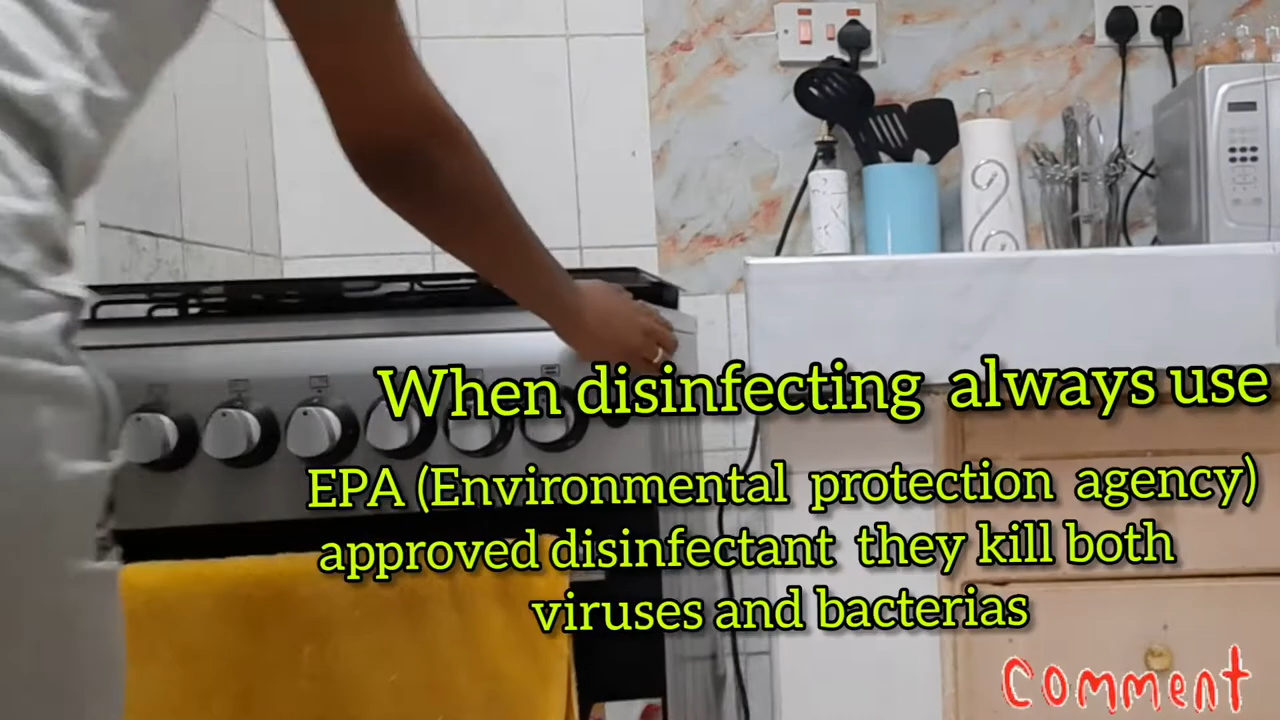 When disinfecting always use
EPA (Environmental protection agency)
approved disinfectant they kill both
viruses and bacterias
comment